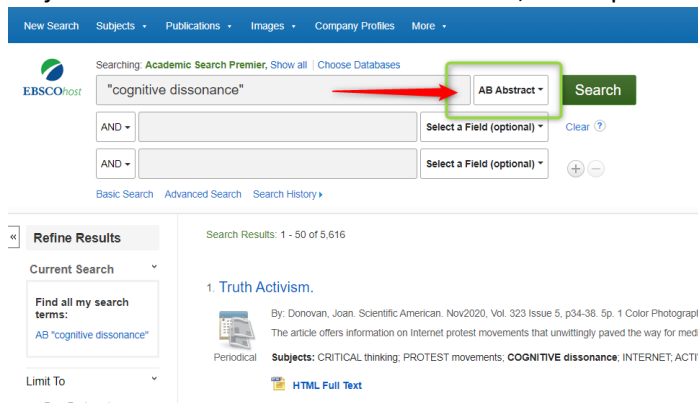 New Search Subjects Publications Images Company Profiles More
Searching: Academic Search Premier, Show all | Choose Databases
EBSCOhost
"cognitive dissonance"
AB Abstract
Search
AND
Select a Field (optional)
Clear ?
AND
Select a Field (optional)
+ −
Basic Search Advanced Search Search History
«
Refine Results
Search Results: 1 - 50 of 5,616
Current Search
Find all my search
terms:
AB "cognitive dissonance"
Limit To
1. Truth Activism.
By: Donovan, Joan. Scientific American. Nov2020, Vol. 323 Issue 5, p34-38. 5p. 1 Color Photograph
The article offers information on Internet protest movements that unwittingly paved the way for medi
Periodical
Subjects: CRITICAL thinking; PROTEST movements; COGNITIVE dissonance; INTERNET; ACTI
HTML Full Text